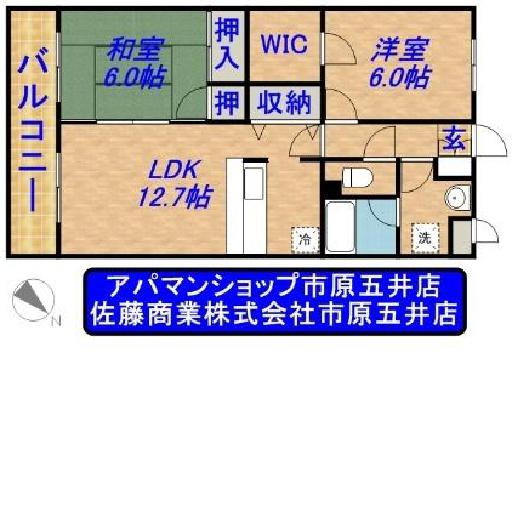 バルコニー
和室
6.0帖
押入
WIC
洋室
6.0帖
押
収納
玄
LDK
12.7帖
冷
洗
N
アパマンショップ市原五井店
佐藤商業株式会社市原五井店